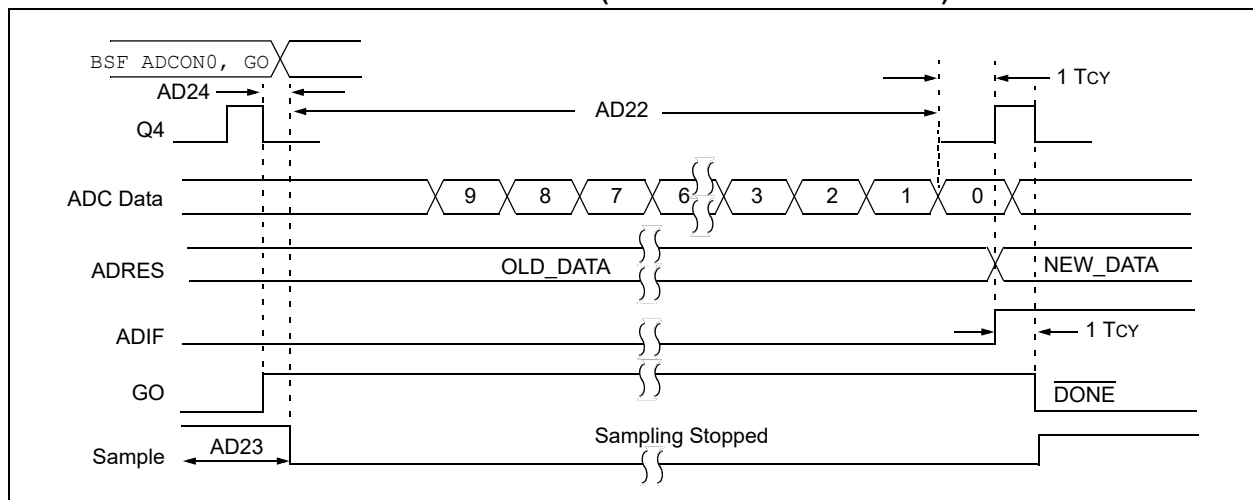 BSF ADCON0, GO
1 TCY
AD24
AD22
Q4
ADC Data
9 8 7 6 3 2 1 0
ADRES
OLD_DATA
NEW_DATA
ADIF
1 TCY
GO
DONE
Sampling Stopped
AD23
Sample